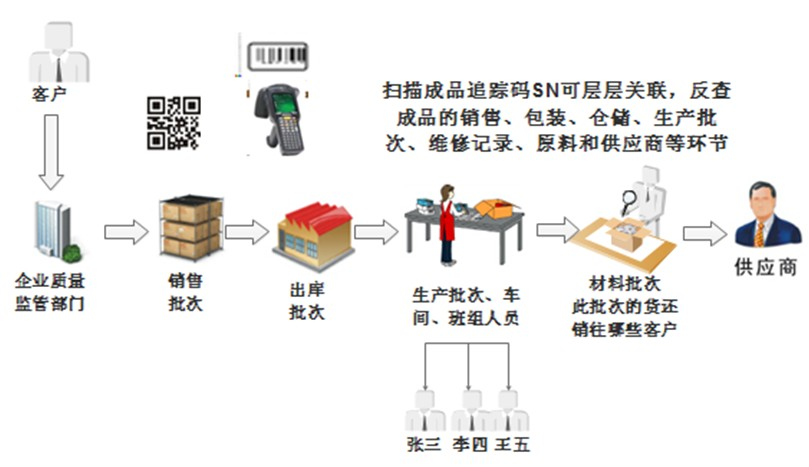 扫描成品追踪码SN可层层关联，反查
成品的销售、包装、仓储、生产批
次、维修记录、原料和供应商等环节
客户
企业质量
监管部门
销售
批次
出库
批次
生产批次、车
间、班组人员
材料批次
此批次的货还
销往哪些客户
供应商
张三 李四 王五